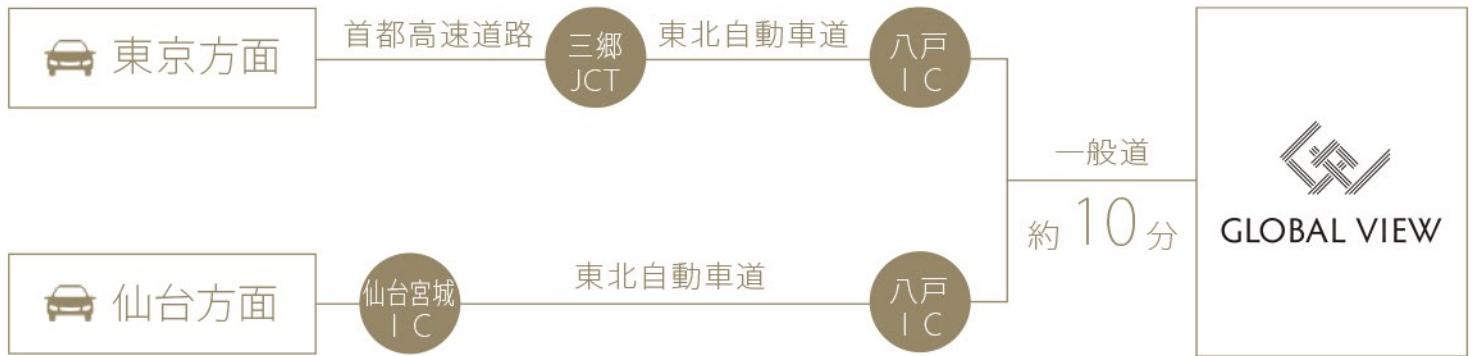 東京方面
首都高速道路
三郷
JCT
東北自動車道
八戸
IC
一般道
約10分
GLOBAL VIEW
仙台方面
仙台宮城
IC
東北自動車道
八戸
IC